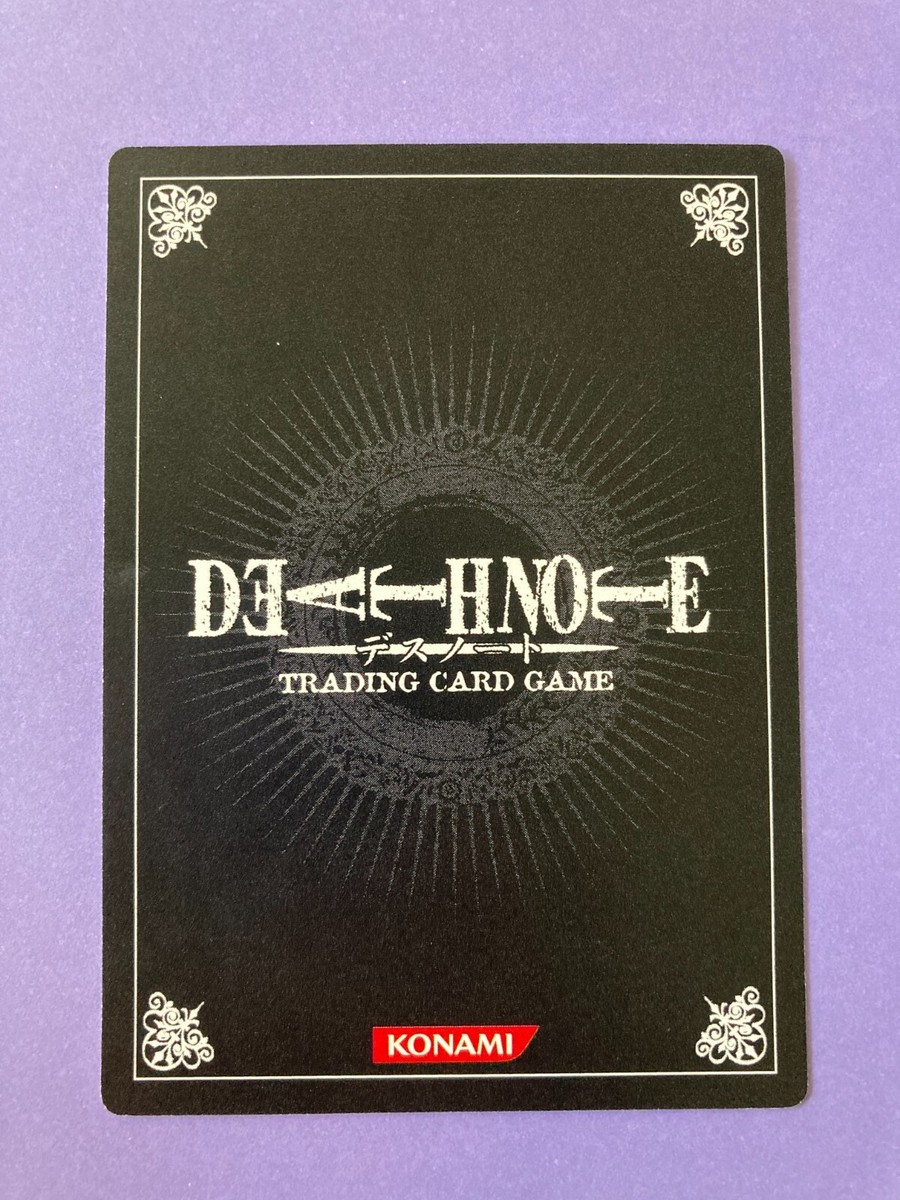 DEATH NOTE
デスノート
TRADING CARD GAME
KONAMI